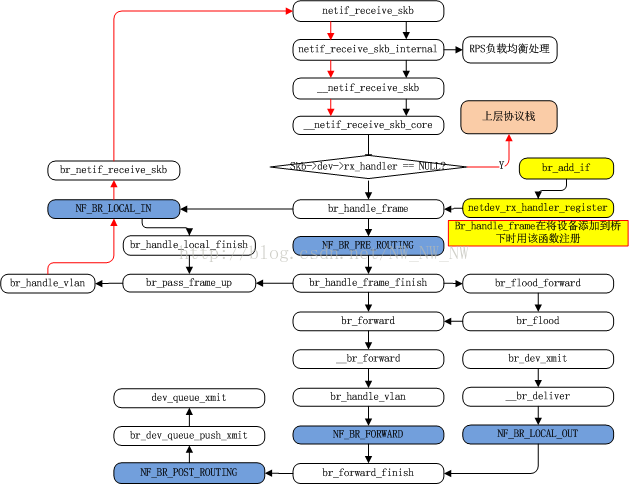 netif_receive_skb
netif_receive_skb_internal
RPS负载均衡处理
__netif_receive_skb
上层协议栈
__netif_receive_skb_core
Skb->dev->rx_handler == NULL?
Y
br_netif_receive_skb
br_add_if
NF_BR_LOCAL_IN
br_handle_frame
netdev_rx_handler_register
Br_handle_frame在将设备添加到桥
下时用该函数注册
br_handle_local_finish
NF_BR_PRE_ROUTING
br_handle_vlan
br_pass_frame_up
br_handle_frame_finish
br_flood_forward
br_forward
br_flood
__br_forward
br_dev_xmit
dev_queue_xmit
br_handle_vlan
__br_deliver
br_dev_queue_push_xmit
NF_BR_FORWARD
NF_BR_LOCAL_OUT
NF_BR_POST_ROUTING
br_forward_finish